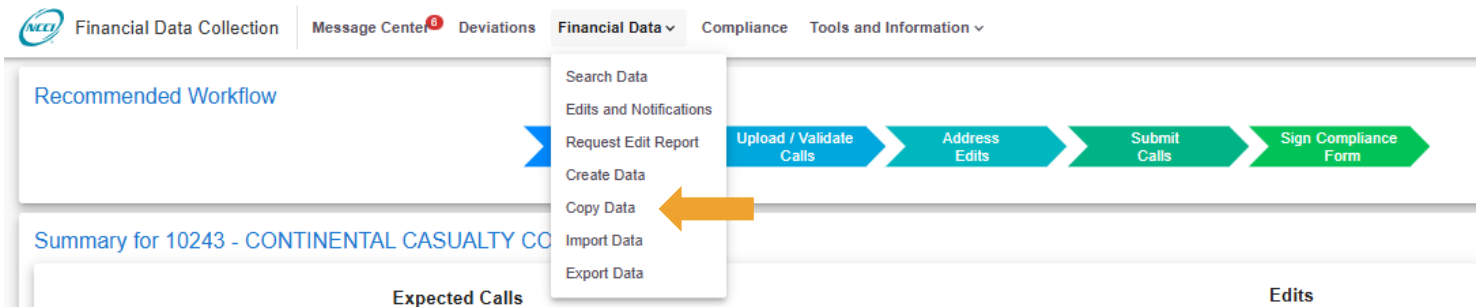 NCCI
Financial Data Collection
Message Center 6
Deviations
Financial Data
Compliance
Tools and Information
Search Data
Edits and Notifications
Request Edit Report
Create Data
Copy Data
Import Data
Export Data
Recommended Workflow
Upload / Validate
Calls
Address
Edits
Submit
Calls
Sign Compliance
Form
Summary for 10243 - CONTINENTAL CASUALTY CO
Expected Calls
Edits